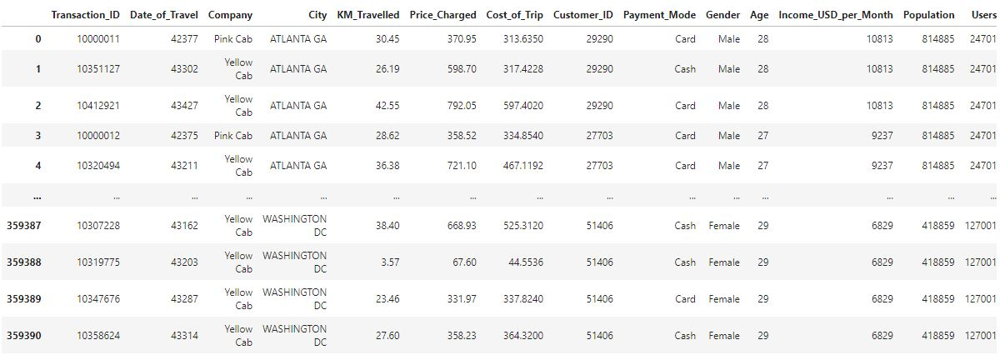 Transaction_ID Date_of_Travel Company City KM_Travelled Price_Charged Cost_of_Trip Customer_ID Payment_Mode Gender Age Income_USD_per_Month Population Users
0 10000011 42377 Pink Cab ATLANTA GA 30.45 370.95 313.6350 29290 Card Male 28 10813 814885 24701
1 10351127 43302 Yellow Cab ATLANTA GA 26.19 598.70 317.4228 29290 Cash Male 28 10813 814885 24701
2 10412921 43427 Yellow Cab ATLANTA GA 42.55 792.05 597.4020 29290 Card Male 28 10813 814885 24701
3 10000012 42375 Pink Cab ATLANTA GA 28.62 358.52 334.8540 27703 Card Male 27 9237 814885 24701
4 10320494 43211 Yellow Cab ATLANTA GA 36.38 721.10 467.1192 27703 Card Male 27 9237 814885 24701
... ... ... ... ... ... ... ... ... ... ... ... ... ... ...
359387 10307228 43162 Yellow Cab WASHINGTON DC 38.40 668.93 525.3120 51406 Cash Female 29 6829 418859 127001
359388 10319775 43203 Yellow Cab WASHINGTON DC 3.57 67.60 44.5536 51406 Cash Female 29 6829 418859 127001
359389 10347676 43287 Yellow Cab WASHINGTON DC 23.46 331.97 337.8240 51406 Card Female 29 6829 418859 127001
359390 10358624 43314 Yellow Cab WASHINGTON DC 27.60 358.23 364.3200 51406 Cash Female 29 6829 418859 127001